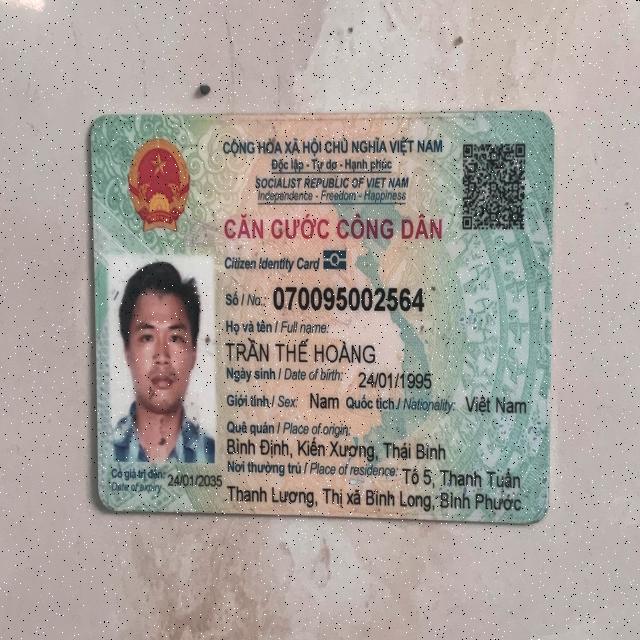 CỘNG HÒA XÃ HỘI CHỦ NGHĨA VIỆT NAM
Độc lập - Tự do - Hạnh phúc
SOCIALIST REPUBLIC OF VIET NAM
Independence - Freedom - Happiness
CĂN CƯỚC CÔNG DÂN
Citizen Identity Card
Số / No.: 070095002564
Họ và tên / Full name:
TRẦN THẾ HOÀNG
Ngày sinh / Date of birth: 24/01/1995
Giới tính / Sex: Nam Quốc tịch / Nationality: Việt Nam
Quê quán / Place of origin:
Bình Định, Kiến Xương, Thái Bình
Nơi thường trú / Place of residence: Tổ 5, Thanh Tuấn
Thanh Lương, Thị xã Bình Long, Bình Phước
Có giá trị đến: 24/01/2035
Date of expiry